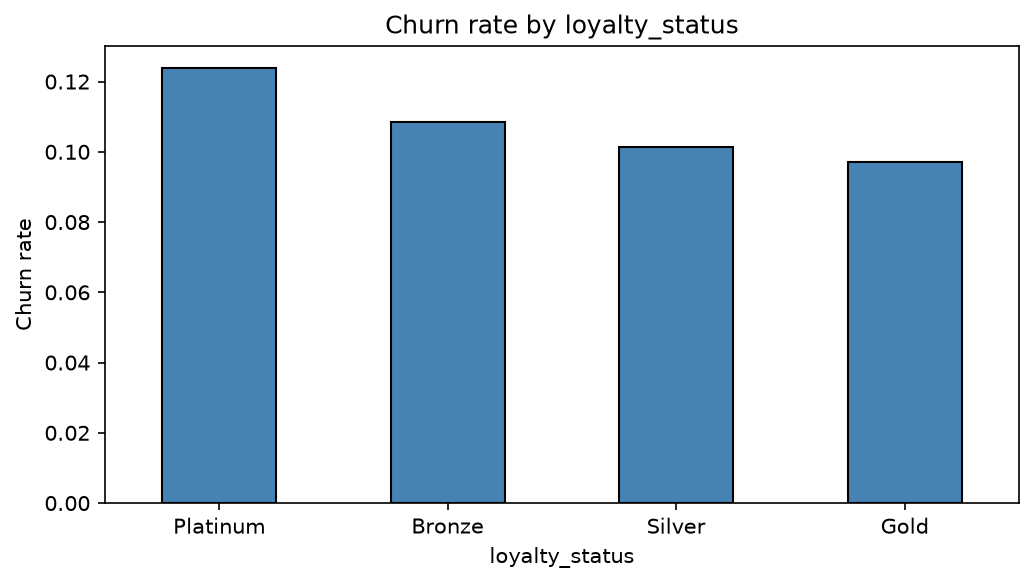 Churn rate by loyalty_status
Churn rate
0.12
0.10
0.08
0.06
0.04
0.02
0.00
Platinum
Bronze
Silver
Gold
loyalty_status